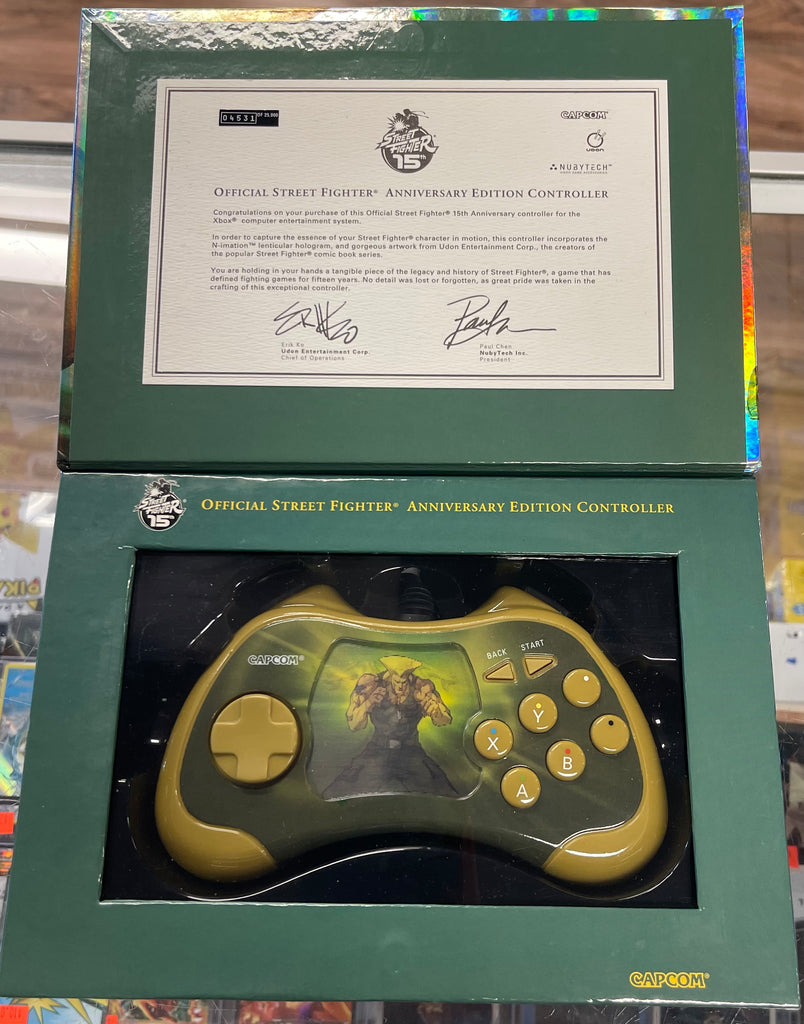 04531 OF 25,000
STREET FIGHTER 15th
CAPCOM®
UDON
NUBYTECH™
OFFICIAL STREET FIGHTER® ANNIVERSARY EDITION CONTROLLER
Congratulations on your purchase of this Official Street Fighter® 15th Anniversary controller for the
Xbox® computer entertainment system.
In order to capture the essence of your Street Fighter® character in motion, this controller incorporates the
N-imation™ lenticular hologram, and gorgeous artwork from Udon Entertainment Corp., the creators of
the popular Street Fighter® comic book series.
You are holding in your hands a tangible piece of the legacy and history of Street Fighter®, a game that has
defined fighting games for fifteen years. No detail was lost or forgotten, as great pride was taken in the
crafting of this exceptional controller.
Erik Ko
Udon Entertainment Corp.
Chief of Operations
Paul Chen
NubyTech Inc.
President
STREET FIGHTER 15th
OFFICIAL STREET FIGHTER® ANNIVERSARY EDITION CONTROLLER
CAPCOM®
BACK START
Y
X
B
A
CAPCOM®